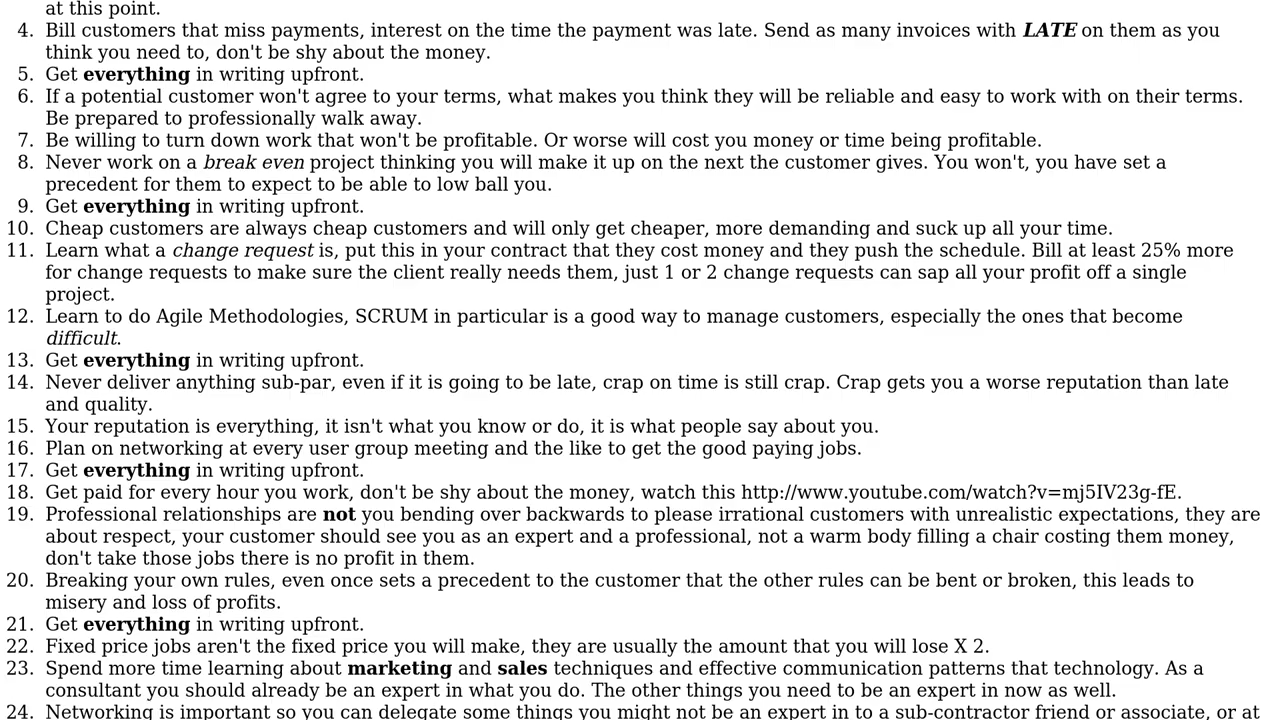 at this point.
4. Bill customers that miss payments, interest on the time the payment was late. Send as many invoices with LATE on them as you
think you need to, don't be shy about the money.
5. Get everything in writing upfront.
6. If a potential customer won't agree to your terms, what makes you think they will be reliable and easy to work with on their terms.
Be prepared to professionally walk away.
7. Be willing to turn down work that won't be profitable. Or worse will cost you money or time being profitable.
8. Never work on a break even project thinking you will make it up on the next the customer gives. You won't, you have set a
precedent for them to expect to be able to low ball you.
9. Get everything in writing upfront.
10. Cheap customers are always cheap customers and will only get cheaper, more demanding and suck up all your time.
11. Learn what a change request is, put this in your contract that they cost money and they push the schedule. Bill at least 25% more
for change requests to make sure the client really needs them, just 1 or 2 change requests can sap all your profit off a single
project.
12. Learn to do Agile Methodologies, SCRUM in particular is a good way to manage customers, especially the ones that become
difficult.
13. Get everything in writing upfront.
14. Never deliver anything sub-par, even if it is going to be late, crap on time is still crap. Crap gets you a worse reputation than late
and quality.
15. Your reputation is everything, it isn't what you know or do, it is what people say about you.
16. Plan on networking at every user group meeting and the like to get the good paying jobs.
17. Get everything in writing upfront.
18. Get paid for every hour you work, don't be shy about the money, watch this http://www.youtube.com/watch?v=mj5IV23g-fE.
19. Professional relationships are not you bending over backwards to please irrational customers with unrealistic expectations, they are
about respect, your customer should see you as an expert and a professional, not a warm body filling a chair costing them money,
don't take those jobs there is no profit in them.
20. Breaking your own rules, even once sets a precedent to the customer that the other rules can be bent or broken, this leads to
misery and loss of profits.
21. Get everything in writing upfront.
22. Fixed price jobs aren't the fixed price you will make, they are usually the amount that you will lose X 2.
23. Spend more time learning about marketing and sales techniques and effective communication patterns that technology. As a
consultant you should already be an expert in what you do. The other things you need to be an expert in now as well.
24. Networking is important so you can delegate some things you might not be an expert in to a sub-contractor friend or associate, or at